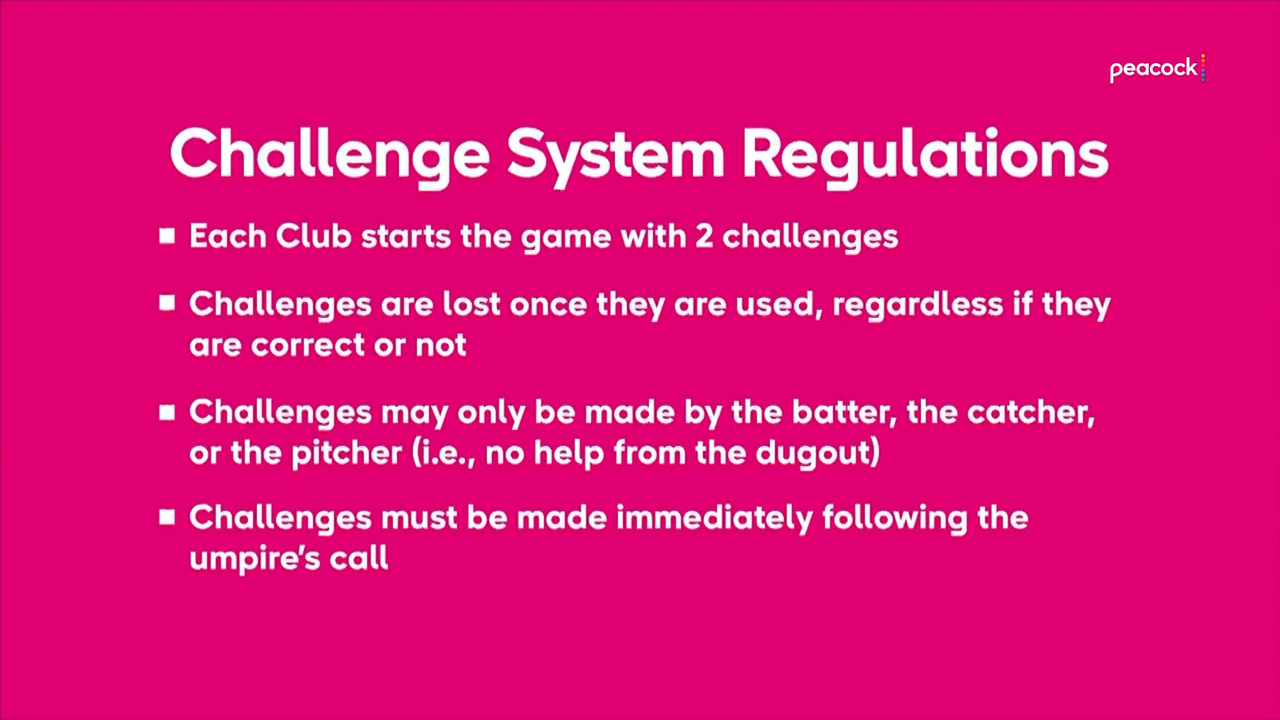 peacock
Challenge System Regulations
Each Club starts the game with 2 challenges
Challenges are lost once they are used, regardless if they
are correct or not
Challenges may only be made by the batter, the catcher,
or the pitcher (i.e., no help from the dugout)
Challenges must be made immediately following the
umpire's call